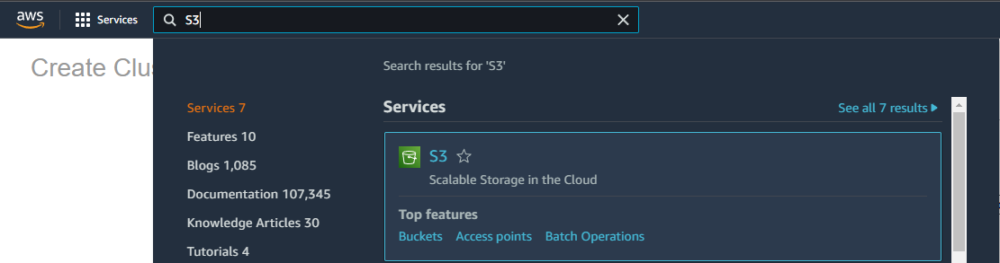 aws
Services
S3
Create Clu
Search results for 'S3'
Services 7
Features 10
Blogs 1,085
Documentation 107,345
Knowledge Articles 30
Tutorials 4
Services
See all 7 results
S3
Scalable Storage in the Cloud
Top features
Buckets Access points Batch Operations